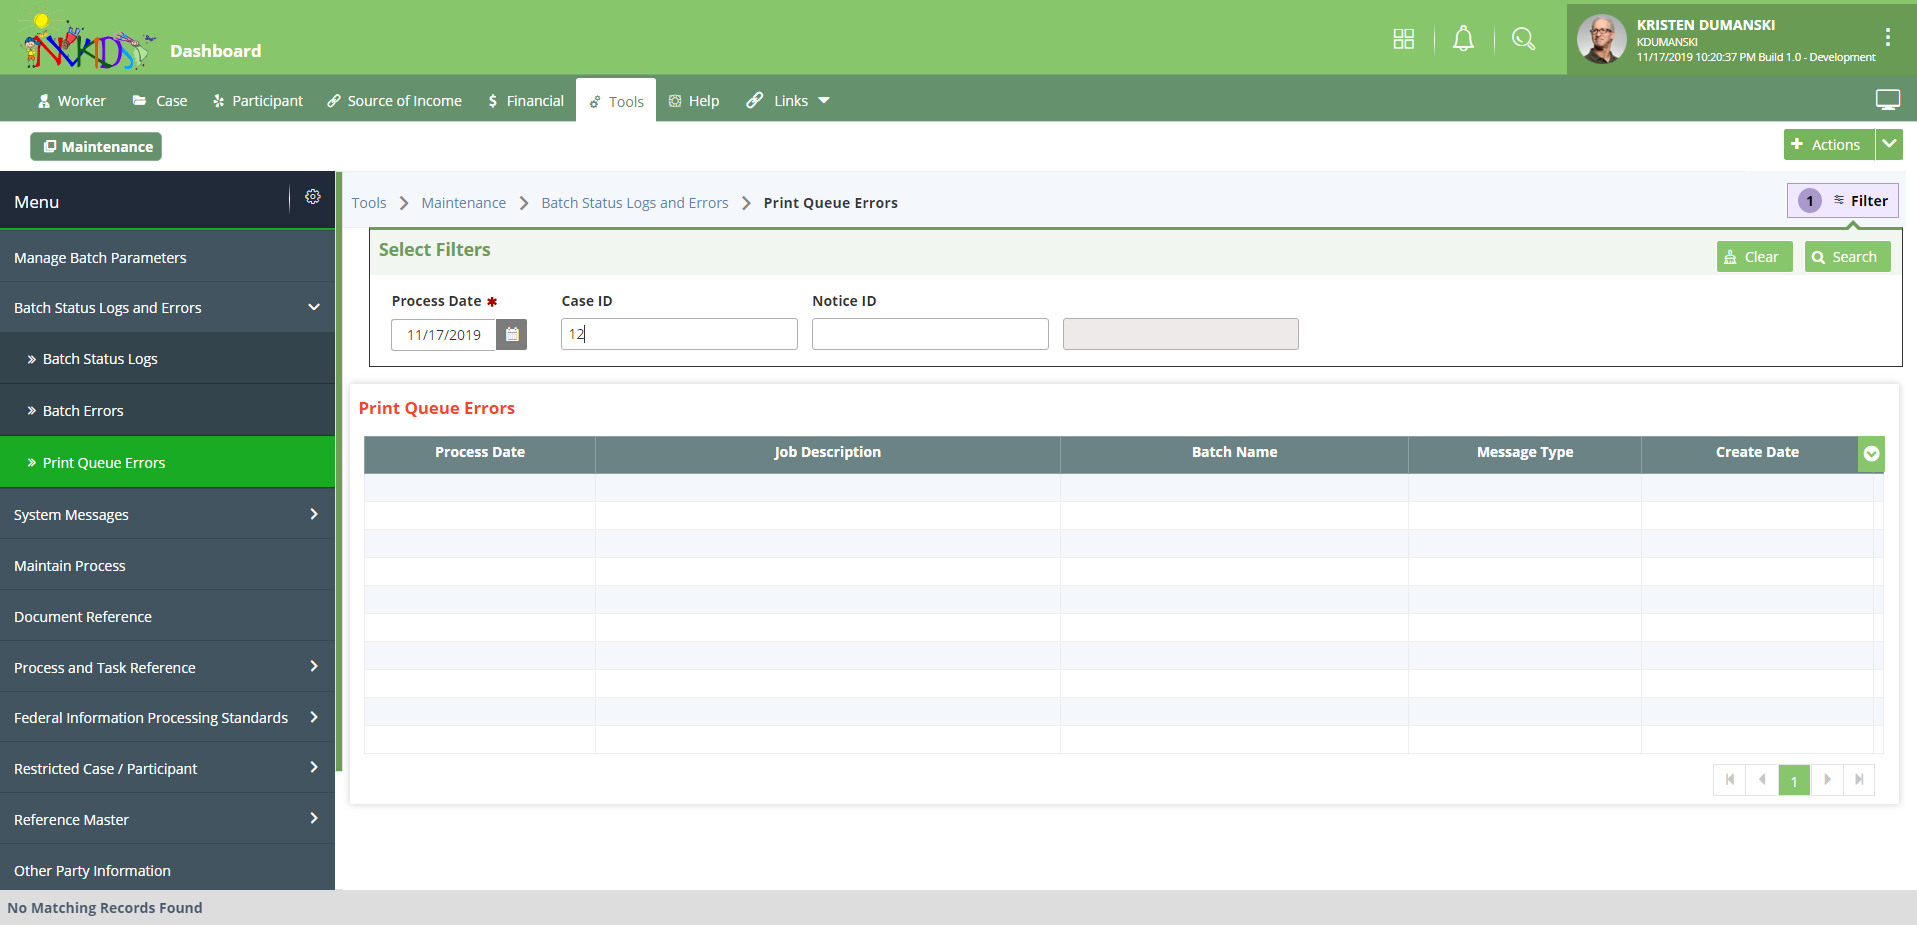 NVKIDS
Dashboard
KRISTEN DUMANSKI
KDUMANSKI
11/17/2019 10:20:37 PM Build 1.0 - Development
Worker
Case
Participant
Source of Income
Financial
Tools
Help
Links
Maintenance
Actions
Menu
Tools
Maintenance
Batch Status Logs and Errors
Print Queue Errors
1
Filter
Select Filters
Clear
Search
Process Date *
Case ID
Notice ID
11/17/2019
12
Manage Batch Parameters
Batch Status Logs and Errors
» Batch Status Logs
» Batch Errors
» Print Queue Errors
System Messages
Maintain Process
Document Reference
Process and Task Reference
Federal Information Processing Standards
Restricted Case / Participant
Reference Master
Other Party Information
Print Queue Errors
Process Date
Job Description
Batch Name
Message Type
Create Date
1
No Matching Records Found